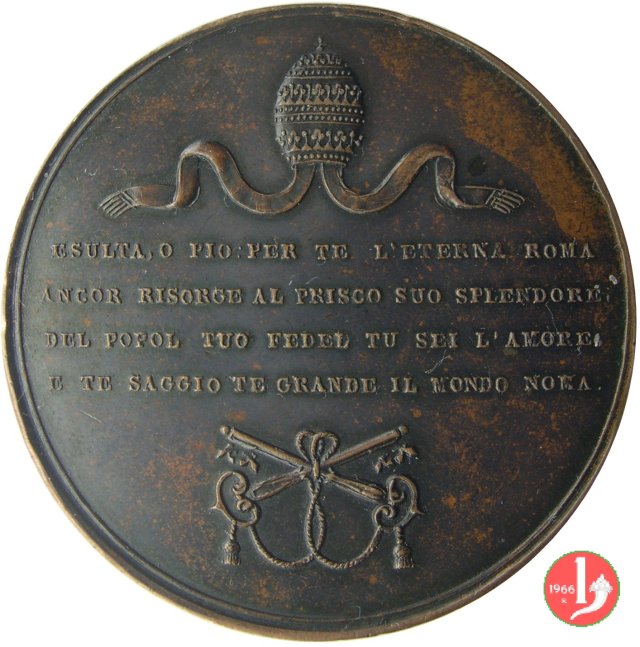 ESULTA, O PIO: PER TE L'ETERNA ROMA
ANCOR RISORGE AL PRISCO SUO SPLENDORE;
DEL POPOL TUO FEDEL TU SEI L'AMORE,
E TE SAGGIO TE GRANDE IL MONDO NOMA.
1966